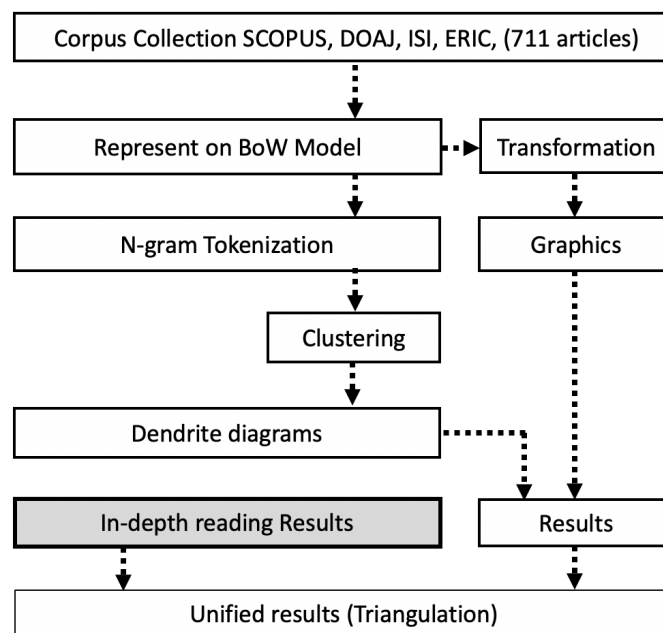 Corpus Collection SCOPUS, DOAJ, ISI, ERIC, (711 articles)
Represent on BoW Model
Transformation
N-gram Tokenization
Graphics
Clustering
Dendrite diagrams
In-depth reading Results
Results
Unified results (Triangulation)